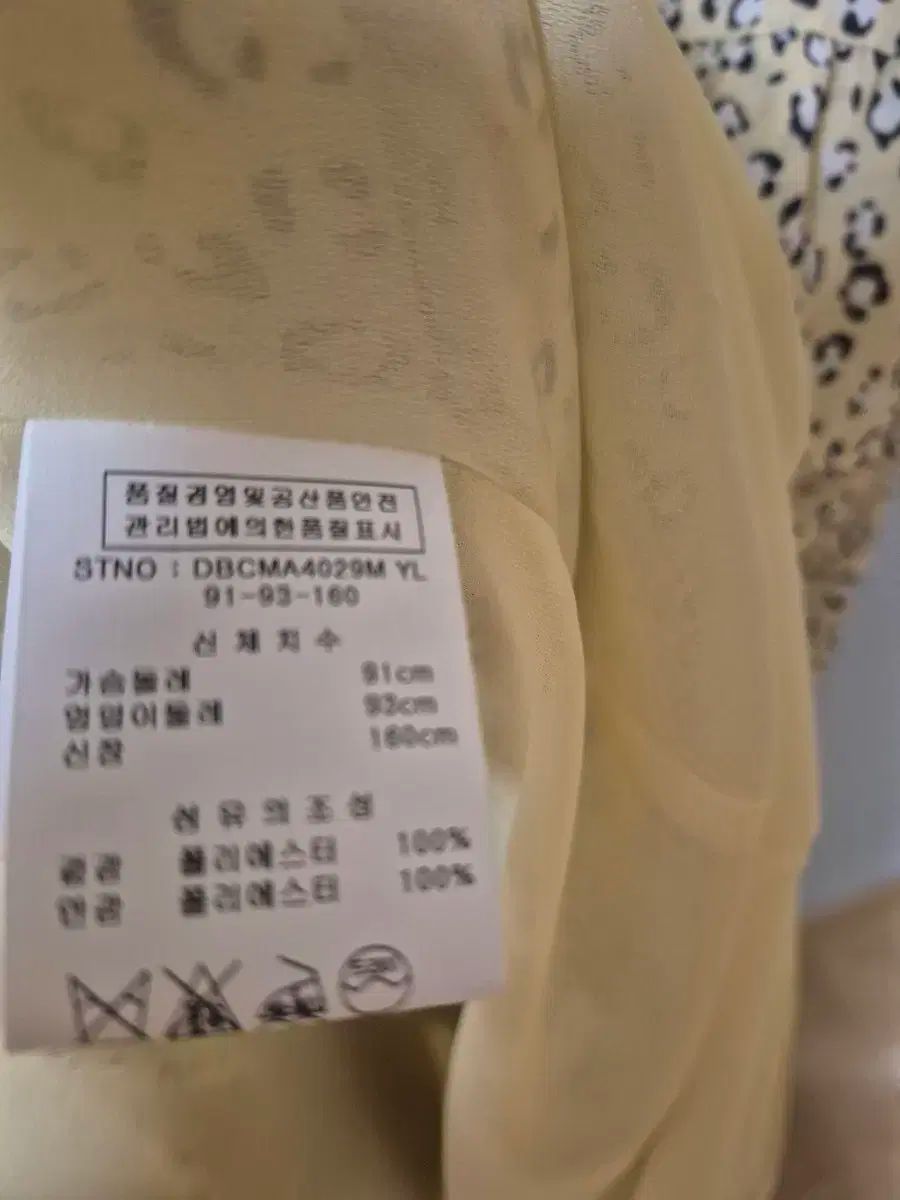 품질경영및공산품안전
관리법에의한품질표시
STNO : DBCMA4029M YL
91-93-160
신 체 치 수
가슴둘레 91cm
엉덩이둘레 93cm
신장 160cm
섬 유 의 조 성
겉감 폴리에스터 100%
안감 폴리에스터 100%